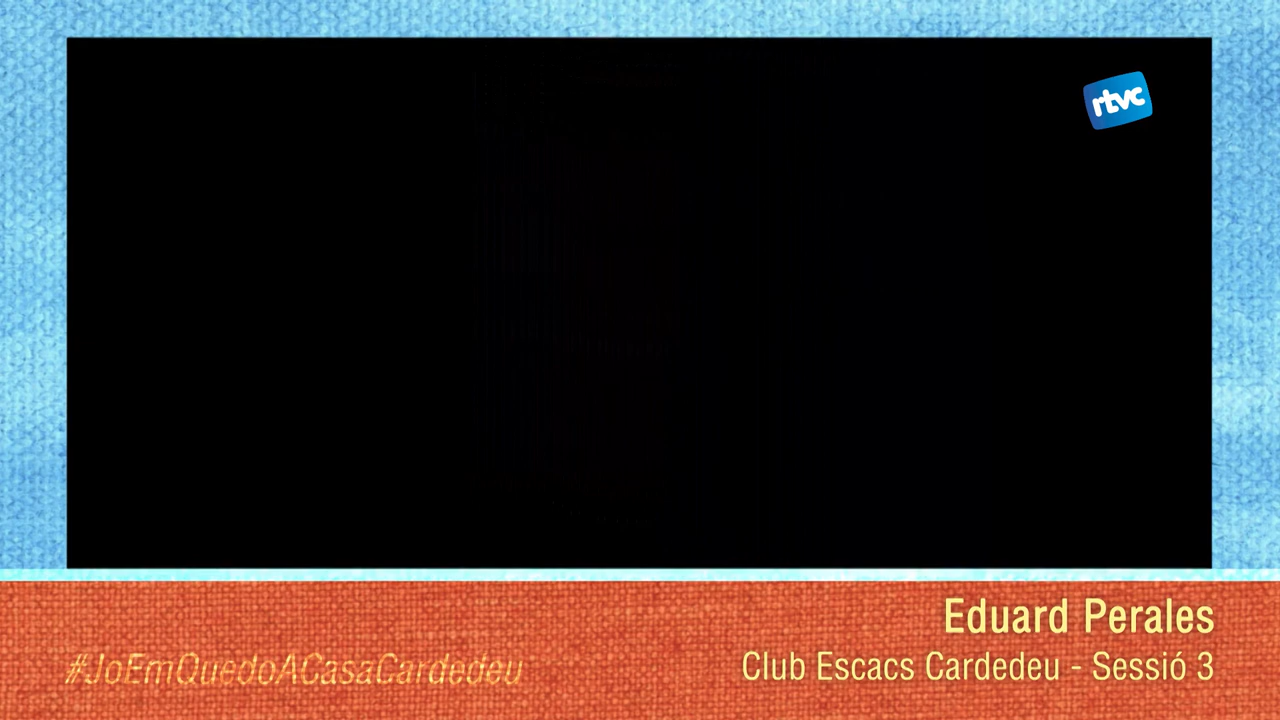 rtvc
Eduard Perales
#JoEmQuedoACasaCardedeu
Club Escacs Cardedeu - Sessió 3